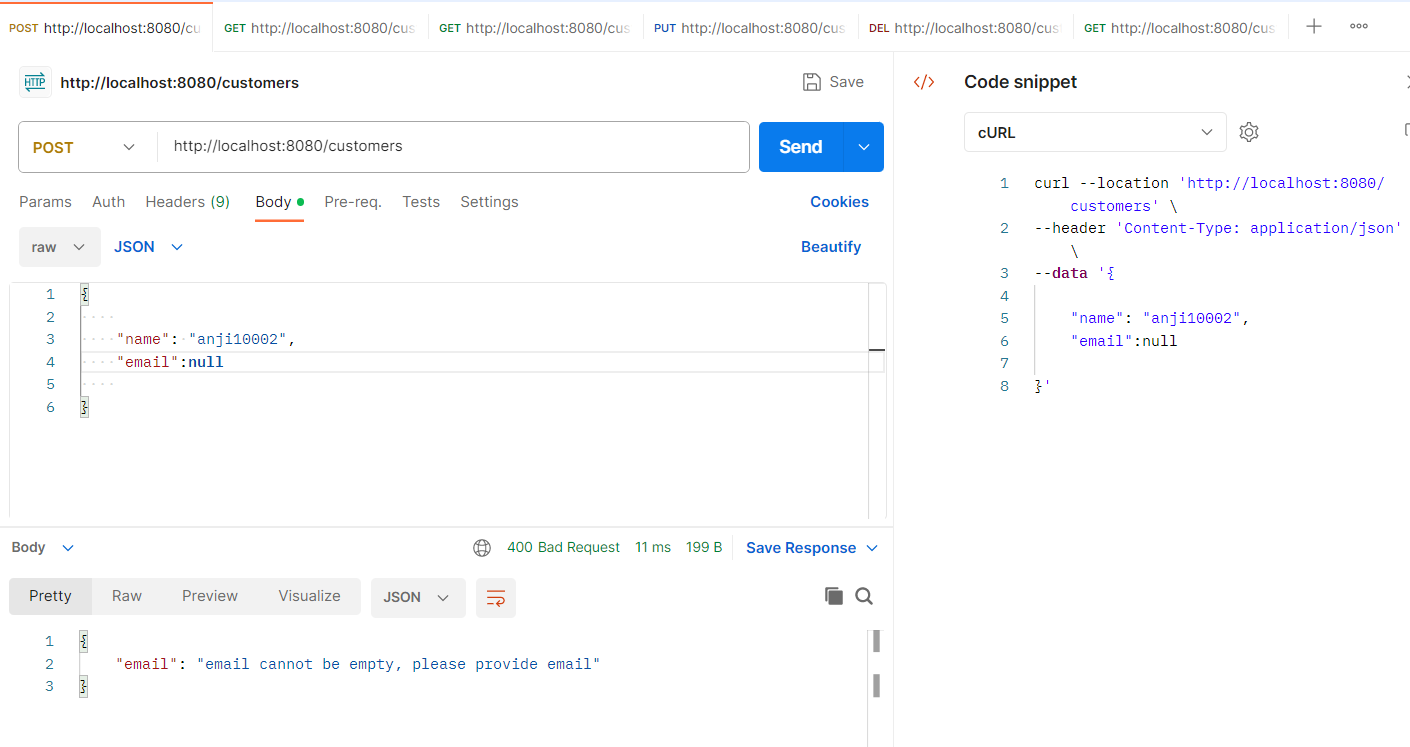 POST http://localhost:8080/cu GET http://localhost:8080/cus GET http://localhost:8080/cus PUT http://localhost:8080/cus DEL http://localhost:8080/cus GET http://localhost:8080/cus
HTTP http://localhost:8080/customers Save
POST http://localhost:8080/customers Send
Params Auth Headers (9) Body Pre-req. Tests Settings Cookies
raw JSON Beautify
1 {
2
3 "name": "anji10002",
4 "email":null
5
6 }
Body 400 Bad Request 11 ms 199 B Save Response
Pretty Raw Preview Visualize JSON
1 {
2 "email": "email cannot be empty, please provide email"
3 }
</> Code snippet
cURL
1 curl --location 'http://localhost:8080/
customers' \
2 --header 'Content-Type: application/json'
\
3 --data '{
4
5 "name": "anji10002",
6 "email":null
7
8 }'